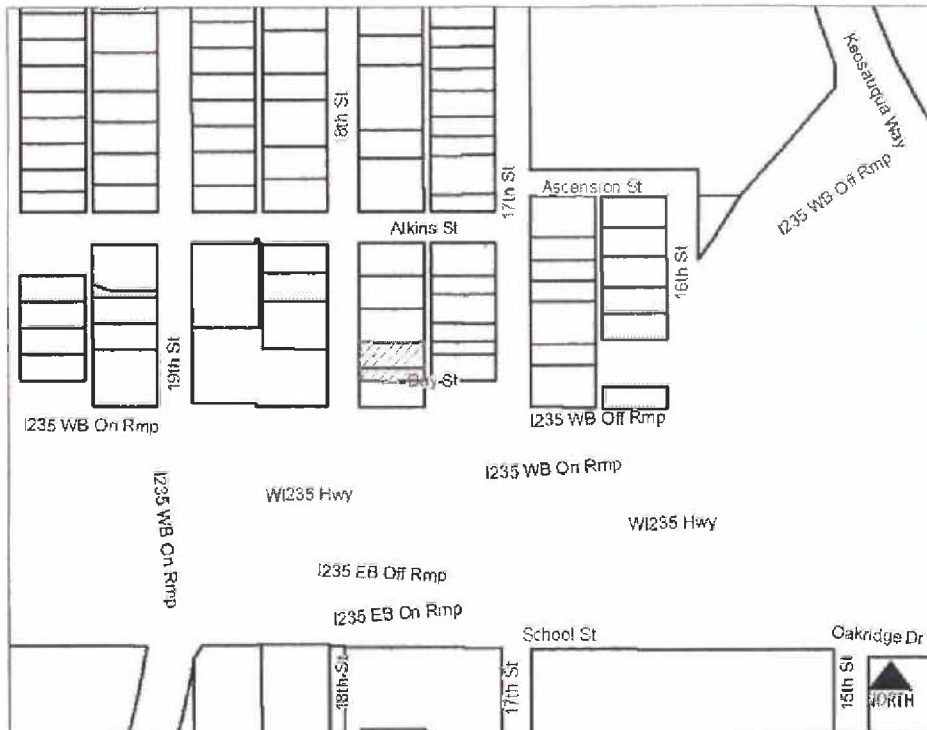 Keosauqua Way
18th St
17th St
Ascension St
I235 WB Off Rmp
Atkins St
16th St
19th St
Day St
I235 WB On Rmp
I235 WB Off Rmp
I235 WB On Rmp
I235 WB On Rmp
WI235 Hwy
WI235 Hwy
I235 EB Off Rmp
I235 EB On Rmp
School St
Oakridge Dr
18th St
17th St
15th St
NORTH